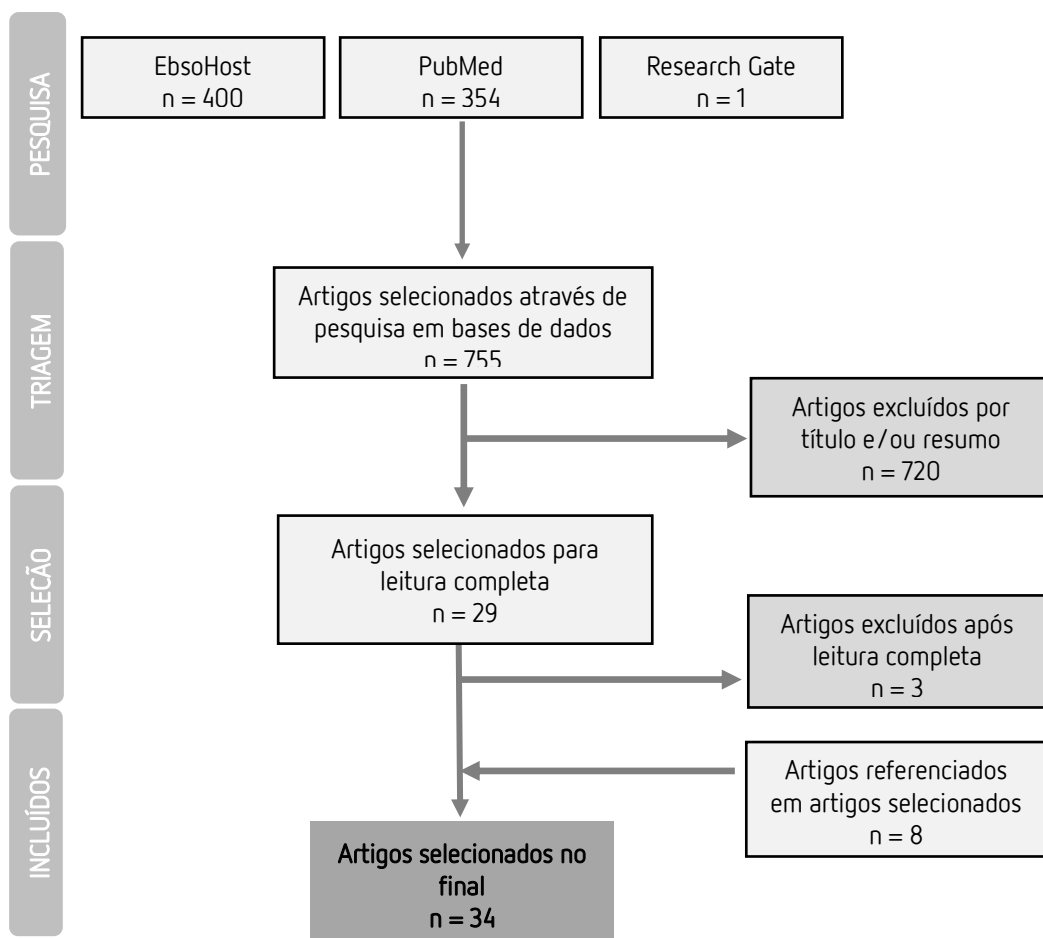 PESQUISA
EbsoHost
n = 400
PubMed
n = 354
Research Gate
n = 1
TRIAGEM
Artigos selecionados através de
pesquisa em bases de dados
n = 755
Artigos excluídos por
título e/ou resumo
n = 720
SELEÇÃO
Artigos selecionados para
leitura completa
n = 29
Artigos excluídos após
leitura completa
n = 3
INCLUÍDOS
Artigos referenciados
em artigos selecionados
n = 8
Artigos selecionados no
final
n = 34